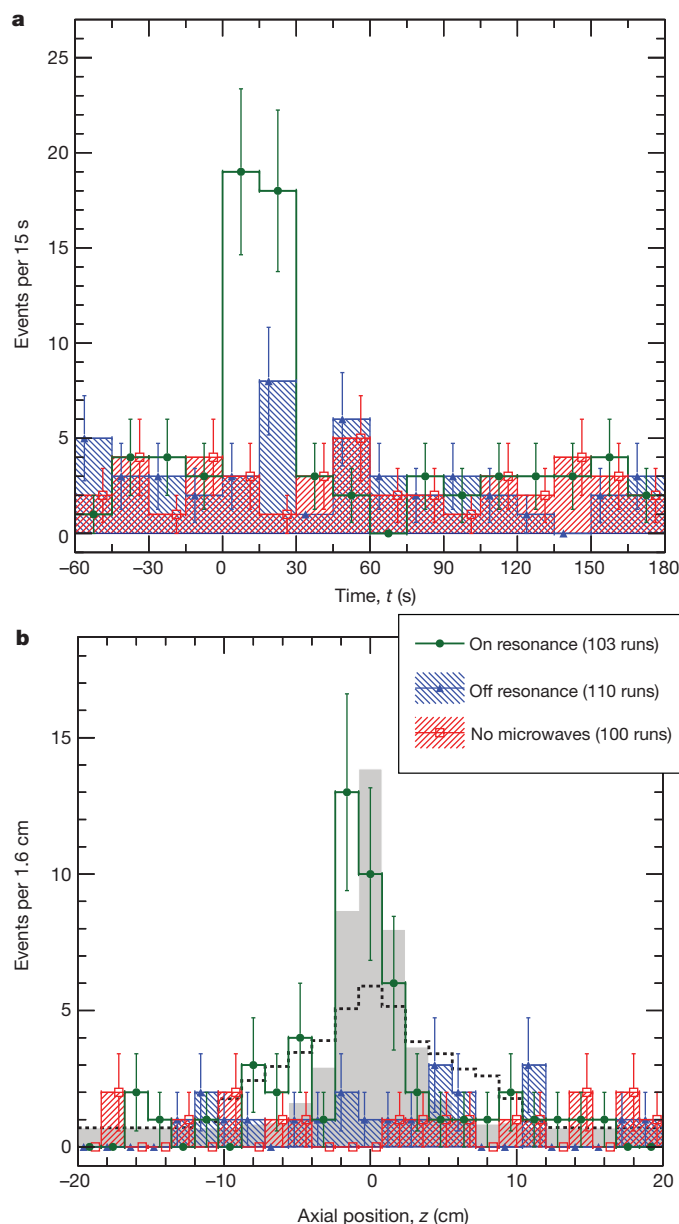 a
25
20
15
10
5
0
Events per 15 s
–60
–30
0
30
60
90
120
150
180
Time, t (s)
b
On resonance (103 runs)
Off resonance (110 runs)
No microwaves (100 runs)
15
10
5
0
Events per 1.6 cm
–20
–10
0
10
20
Axial position, z (cm)